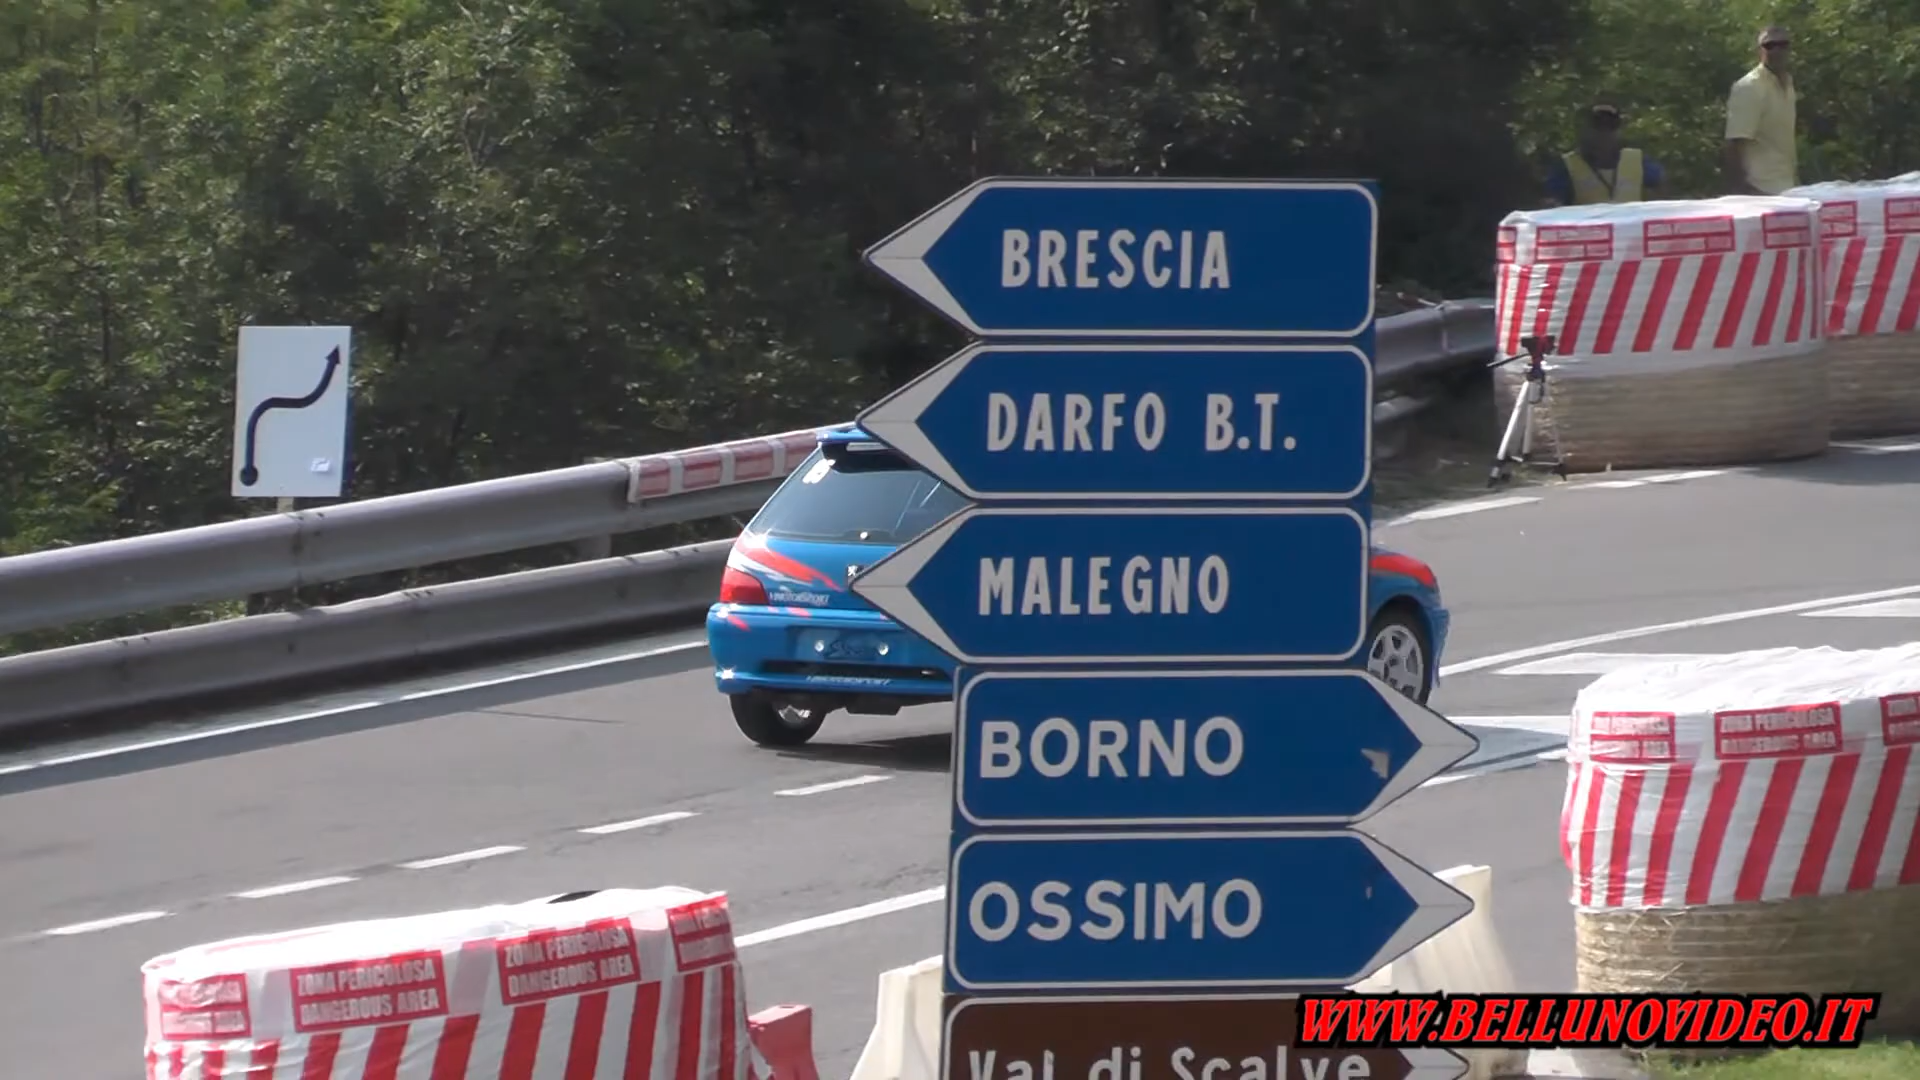 BRESCIA
DARFO B.T.
MALEGNO
BORNO
OSSIMO
Val di Scalve
ZONA PERICOLOSA
DANGEROUS AREA
ZONA PERICOLOSA
DANGEROUS AREA
ZONA PERICOLOSA
DANGEROUS AREA
WWW.BELLUNOVIDEO.IT